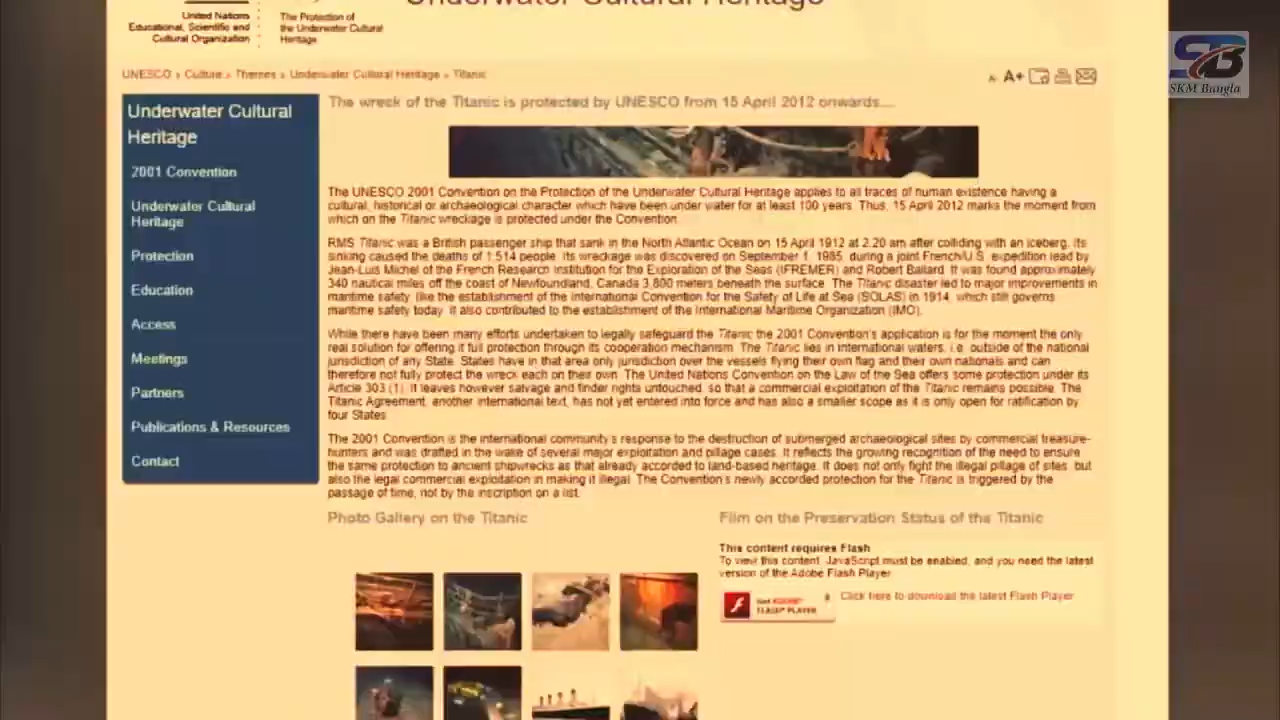 Underwater Cultural Heritage
United Nations
Educational, Scientific and
Cultural Organization
The Protection of
the Underwater Cultural
Heritage
UNESCO » Culture » Themes » Underwater Cultural Heritage » Titanic
A- A+
SKM Bangla
Underwater Cultural
Heritage
2001 Convention
Underwater Cultural
Heritage
Protection
Education
Access
Meetings
Partners
Publications & Resources
Contact
The wreck of the Titanic is protected by UNESCO from 15 April 2012 onwards...
The UNESCO 2001 Convention on the Protection of the Underwater Cultural Heritage applies to all traces of human existence having a
cultural, historical or archaeological character which have been under water for at least 100 years. Thus, 15 April 2012 marks the moment from
which on the Titanic wreckage is protected under the Convention.
RMS Titanic was a British passenger ship that sank in the North Atlantic Ocean on 15 April 1912 at 2.20 am after colliding with an iceberg. Its
sinking caused the deaths of 1,514 people. Its wreckage was discovered on September 1, 1985, during a joint French/U.S. expedition lead by
Jean-Luis Michel of the French Research Institution for the Exploration of the Seas (IFREMER) and Robert Ballard. It was found approximately
340 nautical miles off the coast of Newfoundland, Canada 3,800 meters beneath the surface. The Titanic disaster led to major improvements in
maritime safety, like the establishment of the International Convention for the Safety of Life at Sea (SOLAS) in 1914, which still governs
maritime safety today. It also contributed to the establishment of the International Maritime Organization (IMO).
While there have been many efforts undertaken to legally safeguard the Titanic the 2001 Convention's application is for the moment the only
real solution for offering it full protection through its cooperation mechanism. The Titanic lies in international waters, i.e. outside of the national
jurisdiction of any State. States have in that area only jurisdiction over the vessels flying their own flag and their own nationals and can
therefore not fully protect the wreck each on their own. The United Nations Convention on the Law of the Sea offers some protection under its
Article 303 (1). It leaves however salvage and finder rights untouched, so that a commercial exploitation of the Titanic remains possible. The
Titanic Agreement, another international text, has not yet entered into force and has also a smaller scope as it is only open for ratification by
four States.
The 2001 Convention is the international community's response to the destruction of submerged archaeological sites by commercial treasure-
hunters and was drafted in the wake of several major exploitation and pillage cases. It reflects the growing recognition of the need to ensure
the same protection to ancient shipwrecks as that already accorded to land-based heritage. It does not only fight the illegal pillage of sites, but
also the legal commercial exploitation in making it illegal. The Convention's newly accorded protection for the Titanic is triggered by the
passage of time, not by the inscription on a list.
Photo Gallery on the Titanic
Film on the Preservation Status of the Titanic
This content requires Flash
To view this content, JavaScript must be enabled, and you need the latest
version of the Adobe Flash Player.
Get ADOBE®
FLASH® PLAYER
Click here to download the latest Flash Player